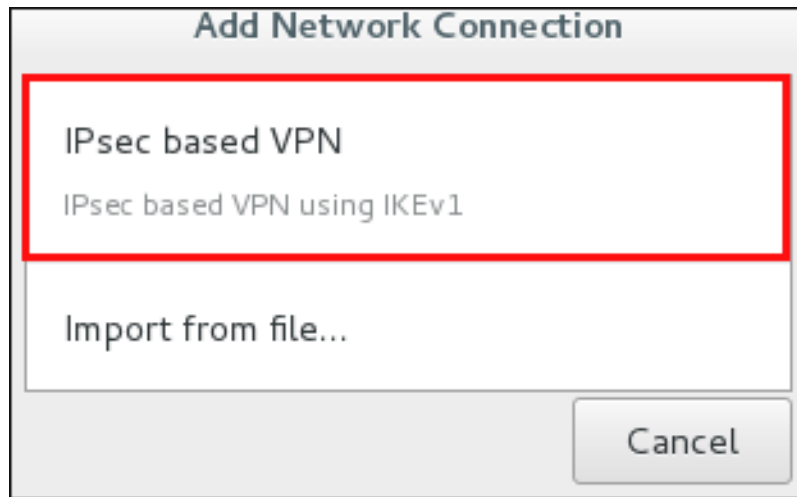 Add Network Connection
IPsec based VPN
IPsec based VPN using IKEv1
Import from file...
Cancel